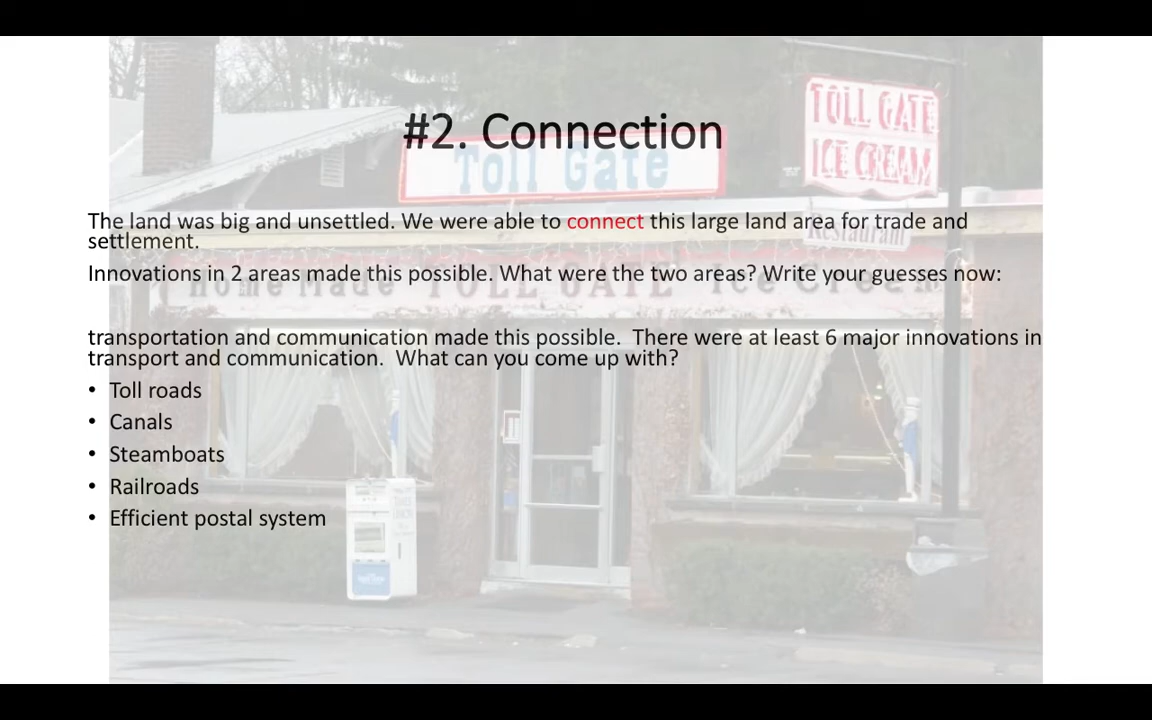 #2. Connection
Toll Gate
TOLL GATE
ICE CREAM
The land was big and unsettled. We were able to connect this large land area for trade and
settlement.
Restaurant
Innovations in 2 areas made this possible. What were the two areas? Write your guesses now:
Home Made TOLL GATE Ice Cream
transportation and communication made this possible.  There were at least 6 major innovations in
transport and communication.  What can you come up with?
• Toll roads
• Canals
• Steamboats
• Railroads
• Efficient postal system